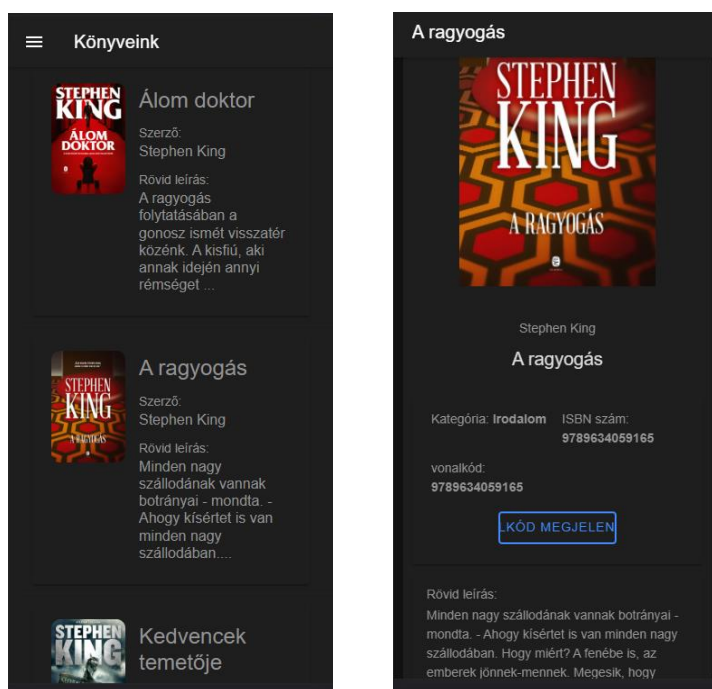 Könyveink
STEPHEN
KING
ÁLOM
DOKTOR
Álom doktor
Szerző:
Stephen King
Rövid leírás:
A ragyogás
folytatásában a
gonosz ismét visszatér
közénk. A kisfiú, aki
annak idején annyi
rémséget ...
STEPHEN
KING
A RAGYOGÁS
A ragyogás
Szerző:
Stephen King
Rövid leírás:
Minden nagy
szállodának vannak
botrányai - mondta. -
Ahogy kísértet is van
minden nagy
szállodában....
STEPHEN
KING
Kedvencek
temetője
A ragyogás
STEPHEN
KING
A RAGYOGÁS
Stephen King
A ragyogás
Kategória: Irodalom
ISBN szám:
9789634059165
vonalkód:
9789634059165
LKÓD MEGJELEN
Rövid leírás:
Minden nagy szállodának vannak botrányai -
mondta. - Ahogy kísértet is van minden nagy
szállodában. Hogy miért? A fenébe is, az
emberek jönnek-mennek. Megesik, hogy